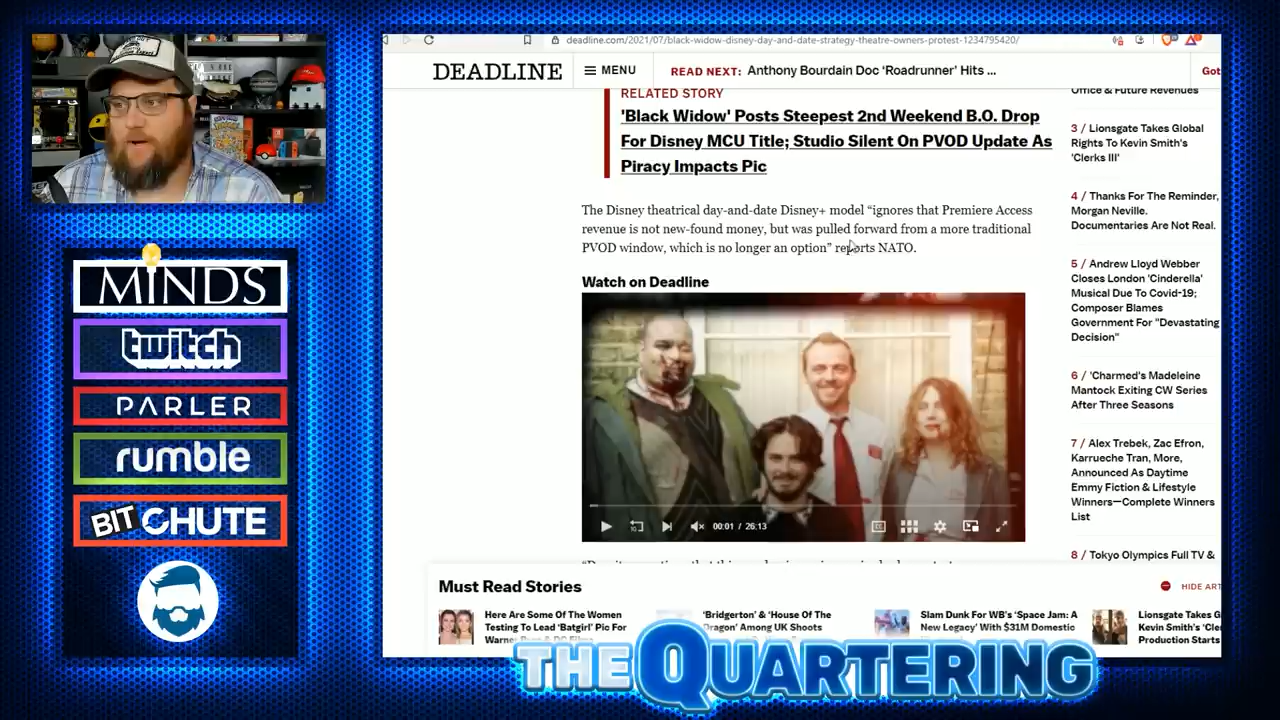 MINDS
twitch
PARLER
rumble
BITCHUTE
deadline.com/2021/07/black-widow-disney-day-and-date-strategy-theatre-owners-protest-1234795420/
DEADLINE
MENU
READ NEXT: Anthony Bourdain Doc ‘Roadrunner’ Hits ...
Got
RELATED STORY
'Black Widow' Posts Steepest 2nd Weekend B.O. Drop
For Disney MCU Title; Studio Silent On PVOD Update As
Piracy Impacts Pic
The Disney theatrical day-and-date Disney+ model “ignores that Premiere Access
revenue is not new-found money, but was pulled forward from a more traditional
PVOD window, which is no longer an option” reports NATO.
Watch on Deadline
00:01 / 26:13
Office & Future Revenues
3 / Lionsgate Takes Global
Rights To Kevin Smith's
'Clerks III'
4 / Thanks For The Reminder,
Morgan Neville.
Documentaries Are Not Real.
5 / Andrew Lloyd Webber
Closes London 'Cinderella'
Musical Due To Covid-19;
Composer Blames
Government For "Devastating
Decision"
6 / 'Charmed's Madeleine
Mantock Exiting CW Series
After Three Seasons
7 / Alex Trebek, Zac Efron,
Karrueche Tran, More,
Announced As Daytime
Emmy Fiction & Lifestyle
Winners—Complete Winners
List
8 / Tokyo Olympics Full TV &
Must Read Stories
HIDE ART
Here Are Some Of The Women
Testing To Lead ‘Batgirl’ Pic For
‘Bridgerton’ & ‘House Of The
Dragon’ Among UK Shoots
Slam Dunk For WB's ‘Space Jam: A
New Legacy’ With $31M Domestic
Lionsgate Takes G
Kevin Smith's ‘Cle
Production Starts
THE QUARTERING